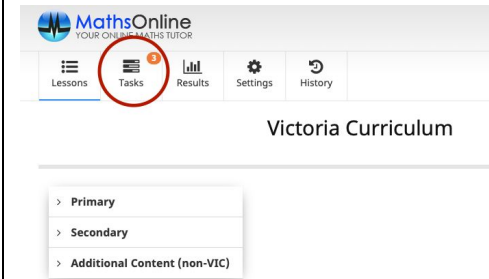 MathsOnline
YOUR ONLINE MATHS TUTOR
3
Lessons Tasks Results Settings History
Victoria Curriculum
> Primary
> Secondary
> Additional Content (non-VIC)